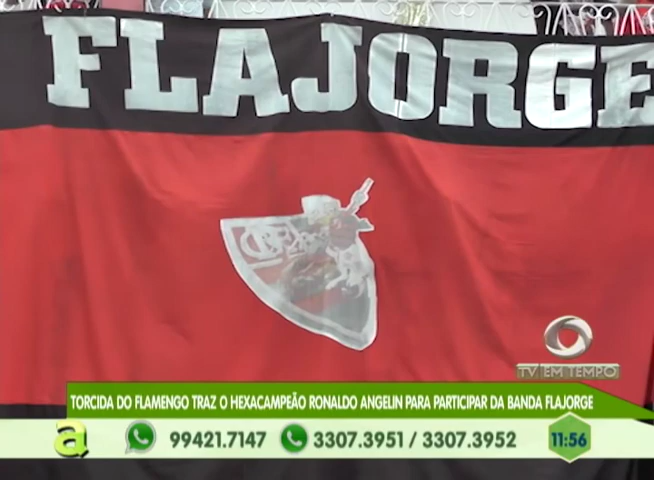 FLAJORGE
TV EM TEMPO
TORCIDA DO FLAMENGO TRAZ O HEXACAMPEÃO RONALDO ANGELIN PARA PARTICIPAR DA BANDA FLAJORGE
a 99421.7147 3307.3951 / 3307.3952 11:56